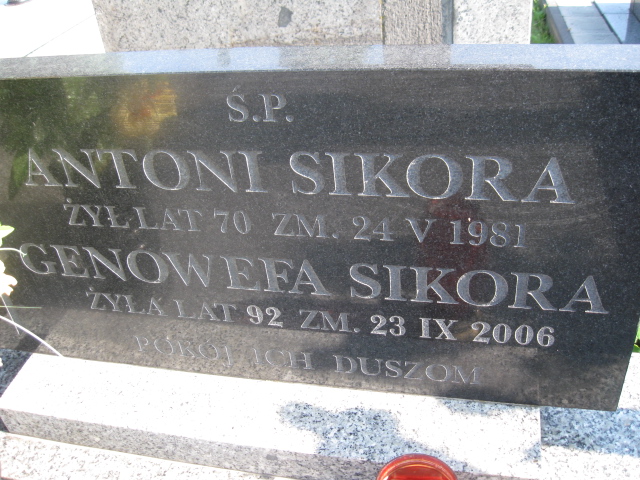 Ś.P.
ANTONI SIKORA
ŻYŁ LAT 70 ZM. 24 V 1981
GENOWEFA SIKORA
ŻYŁA LAT 92 ZM. 23 IX 2006
POKÓJ ICH DUSZOM